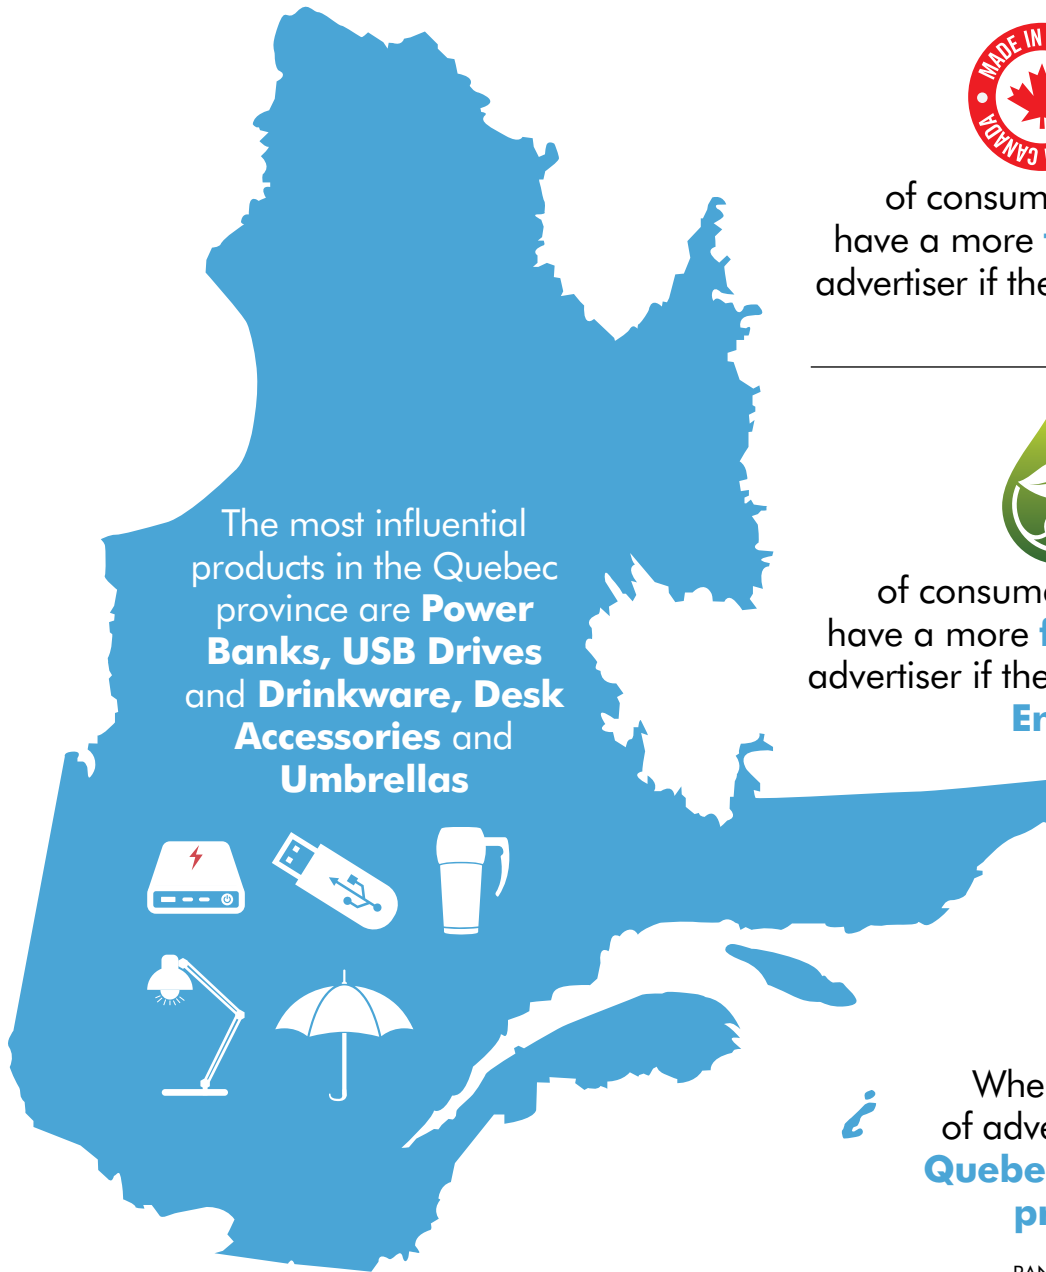 The most influential
products in the Quebec
province are Power
Banks, USB Drives
and Drinkware, Desk
Accessories and
Umbrellas
MADE IN
CANADA
of consum
have a more
advertiser if the
of consum
have a more
advertiser if the
En
Whe
of adve
Quebe
pr